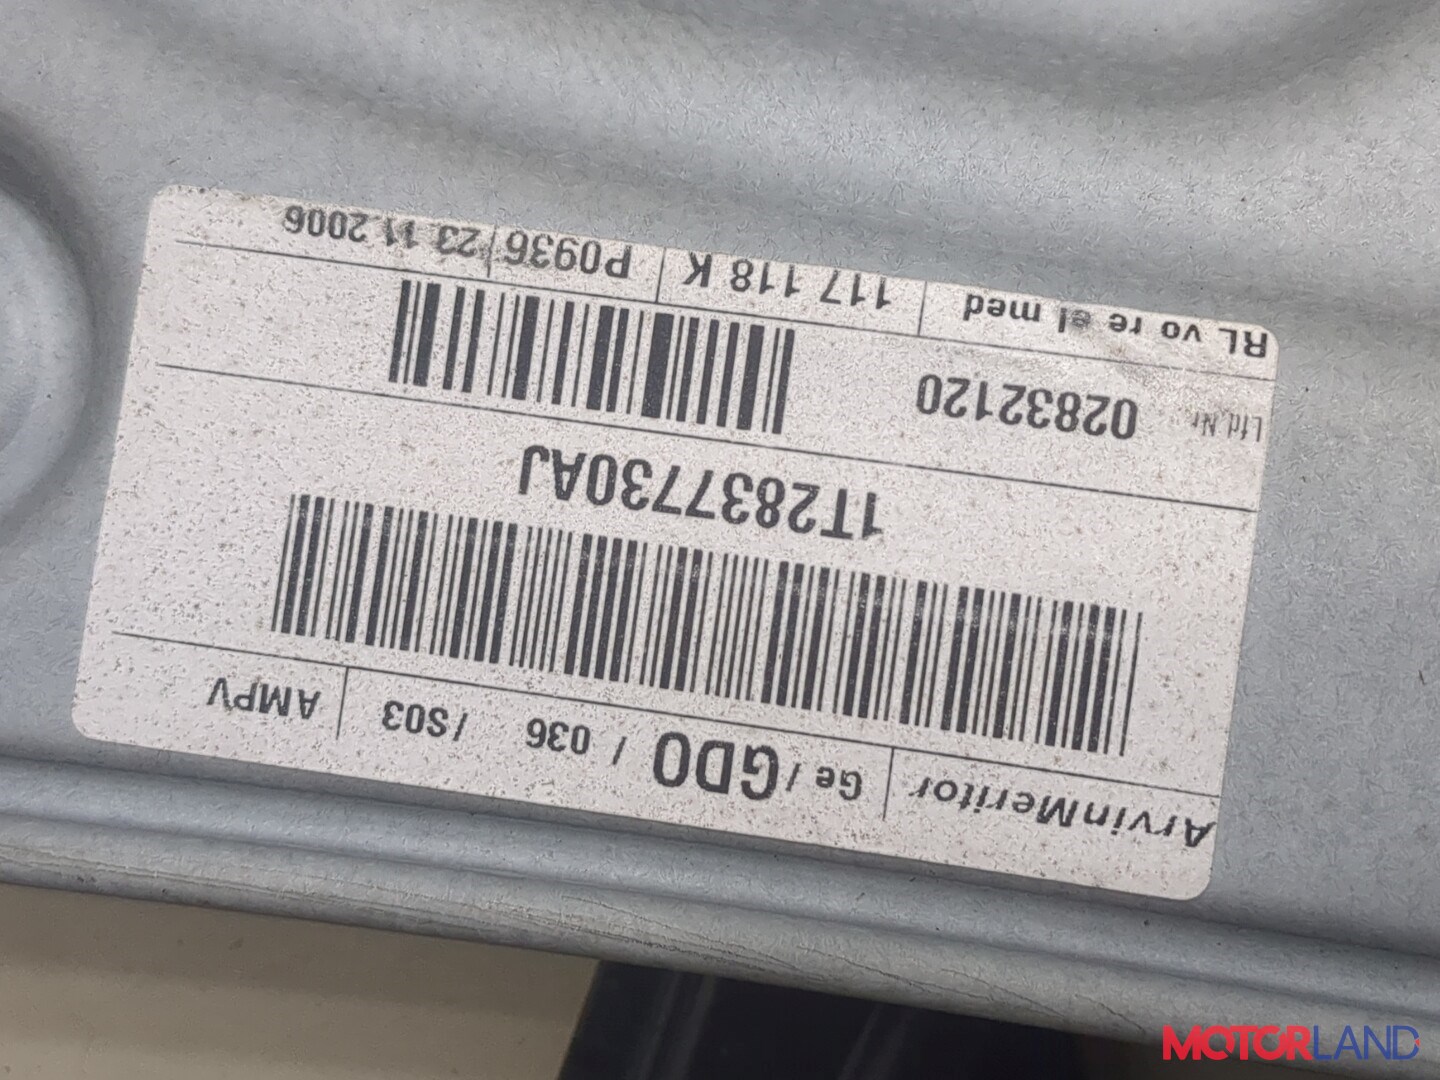 ArvinMeritor Ge / GDO / 036 /S03 AMPV
1T2837730AJ
Lfd.Nr. 02832120
RL vo re el med 117 118 K P0936 23.11.2006
MOTORLAND